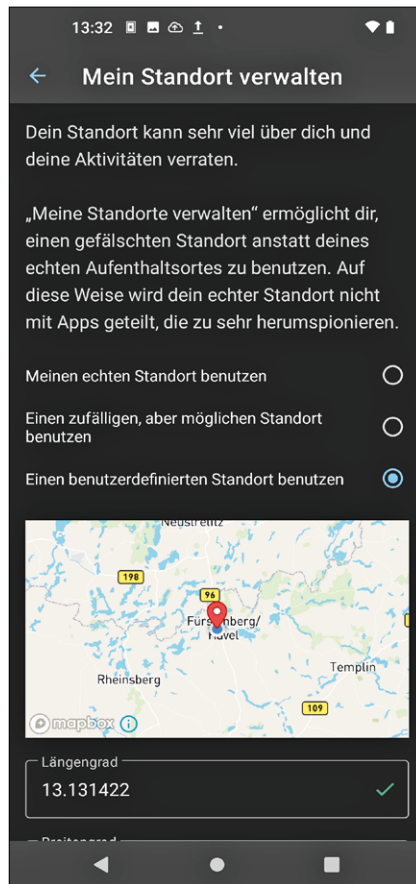 13:32
Mein Standort verwalten
Dein Standort kann sehr viel über dich und
deine Aktivitäten verraten.
„Meine Standorte verwalten“ ermöglicht dir,
einen gefälschten Standort anstatt deines
echten Aufenthaltsortes zu benutzen. Auf
diese Weise wird dein echter Standort nicht
mit Apps geteilt, die zu sehr herumspionieren.
Meinen echten Standort benutzen
Einen zufälligen, aber möglichen Standort
benutzen
Einen benutzerdefinierten Standort benutzen
Neustrelitz
198
96
Fürstenberg/
Havel
Templin
Rheinsberg
109
mapbox
Längengrad
13.131422
Breitengrad